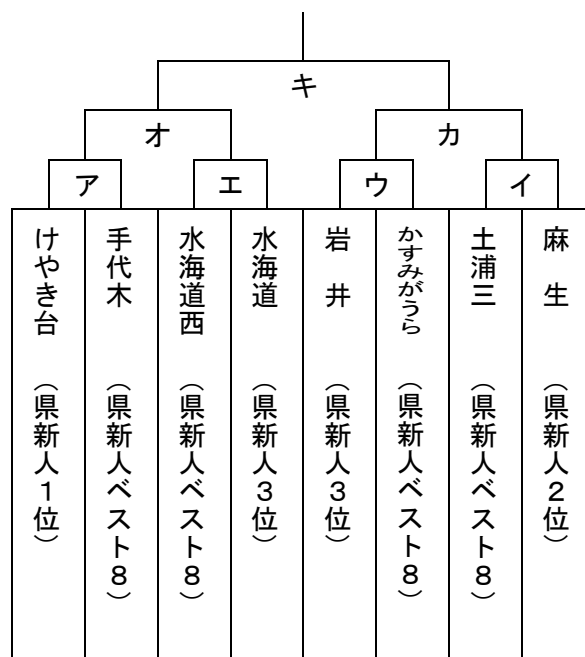 キ
オ
カ
ア
エ
ウ
イ
けやき台 （県新人１位）
手代木 （県新人ベスト８）
水海道西 （県新人ベスト８）
水海道 （県新人３位）
岩井 （県新人３位）
かすみがうら （県新人ベスト８）
土浦三 （県新人ベスト８）
麻生 （県新人２位）